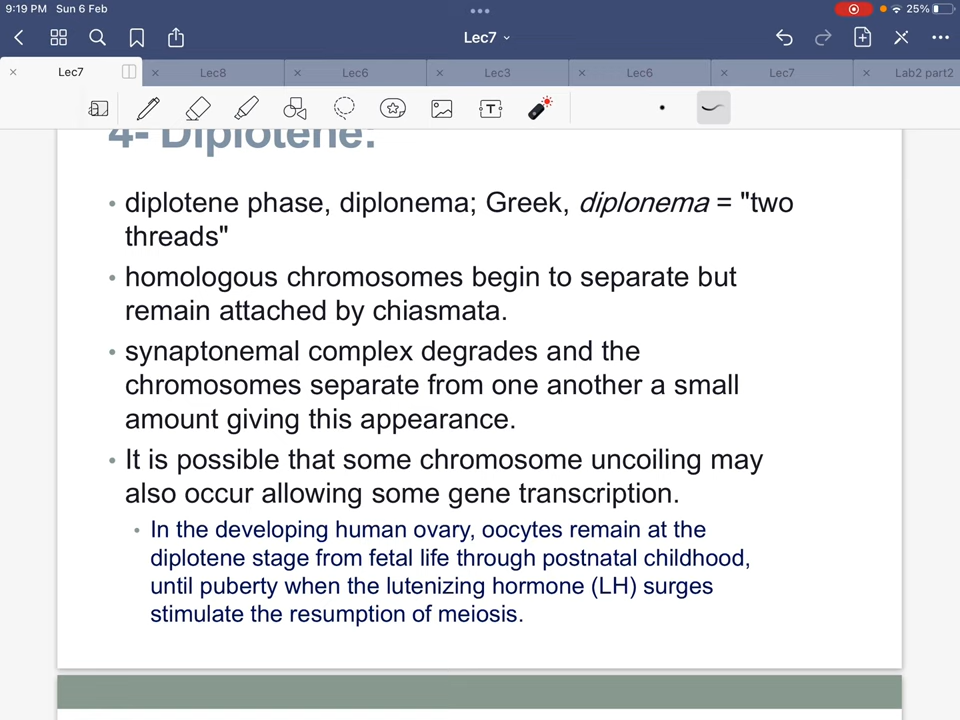 9:19 PM Sun 6 Feb
25%
Lec7
Lec7
Lec8
Lec6
Lec3
Lec6
Lec7
Lab2 part2
T
4- Diplotene:
• diplotene phase, diplonema; Greek, diplonema = "two
threads"
• homologous chromosomes begin to separate but
remain attached by chiasmata.
• synaptonemal complex degrades and the
chromosomes separate from one another a small
amount giving this appearance.
• It is possible that some chromosome uncoiling may
also occur allowing some gene transcription.
• In the developing human ovary, oocytes remain at the
diplotene stage from fetal life through postnatal childhood,
until puberty when the lutenizing hormone (LH) surges
stimulate the resumption of meiosis.